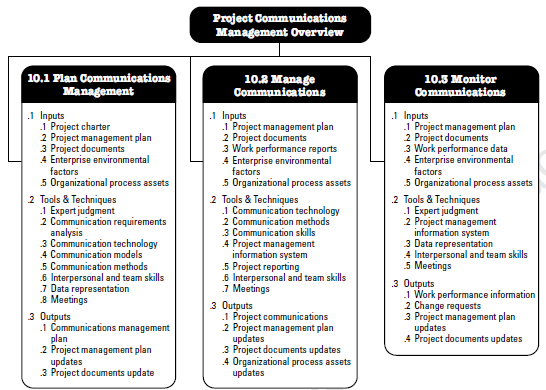 Project Communications
Management Overview
10.1 Plan Communications
Management
.1 Inputs
.1 Project charter
.2 Project management plan
.3 Project documents
.4 Enterprise environmental
factors
.5 Organizational process assets
.2 Tools & Techniques
.1 Expert judgment
.2 Communication requirements
analysis
.3 Communication technology
.4 Communication models
.5 Communication methods
.6 Interpersonal and team skills
.7 Data representation
.8 Meetings
.3 Outputs
.1 Communications management
plan
.2 Project management plan
updates
.3 Project documents update
10.2 Manage
Communications
.1 Inputs
.1 Project management plan
.2 Project documents
.3 Work performance reports
.4 Enterprise environmental
factors
.5 Organizational process assets
.2 Tools & Techniques
.1 Communication technology
.2 Communication methods
.3 Communication skills
.4 Project management
information system
.5 Project reporting
.6 Interpersonal and team skills
.7 Meetings
.3 Outputs
.1 Project communications
.2 Project management plan
updates
.3 Project documents updates
.4 Organizational process assets
updates
10.3 Monitor
Communications
.1 Inputs
.1 Project management plan
.2 Project documents
.3 Work performance data
.4 Enterprise environmental
factors
.5 Organizational process assets
.2 Tools & Techniques
.1 Expert judgment
.2 Project management
information system
.3 Data representation
.4 Interpersonal and team skills
.5 Meetings
.3 Outputs
.1 Work performance information
.2 Change requests
.3 Project management plan
updates
.4 Project documents updates